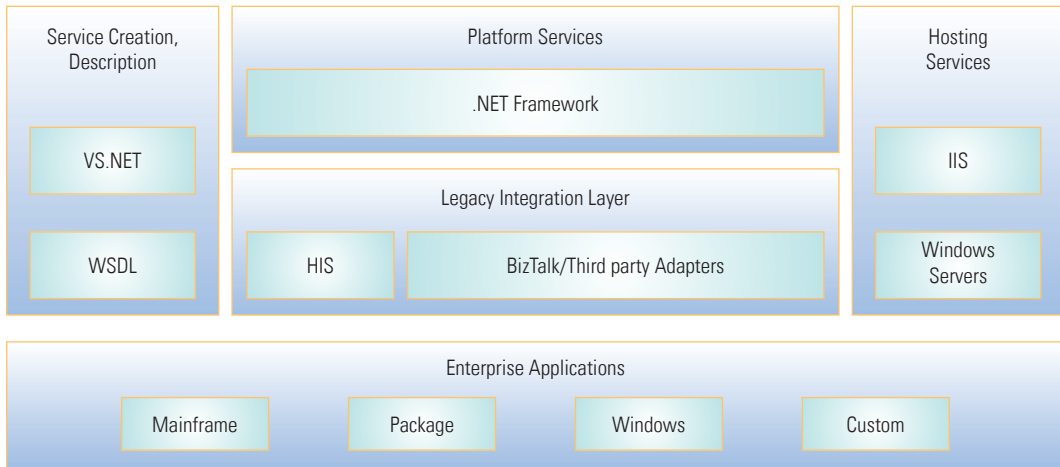 Service Creation,
Description
VS.NET
WSDL
Platform Services
.NET Framework
Legacy Integration Layer
HIS
BizTalk/Third party Adapters
Hosting
Services
IIS
Windows
Servers
Enterprise Applications
Mainframe
Package
Windows
Custom